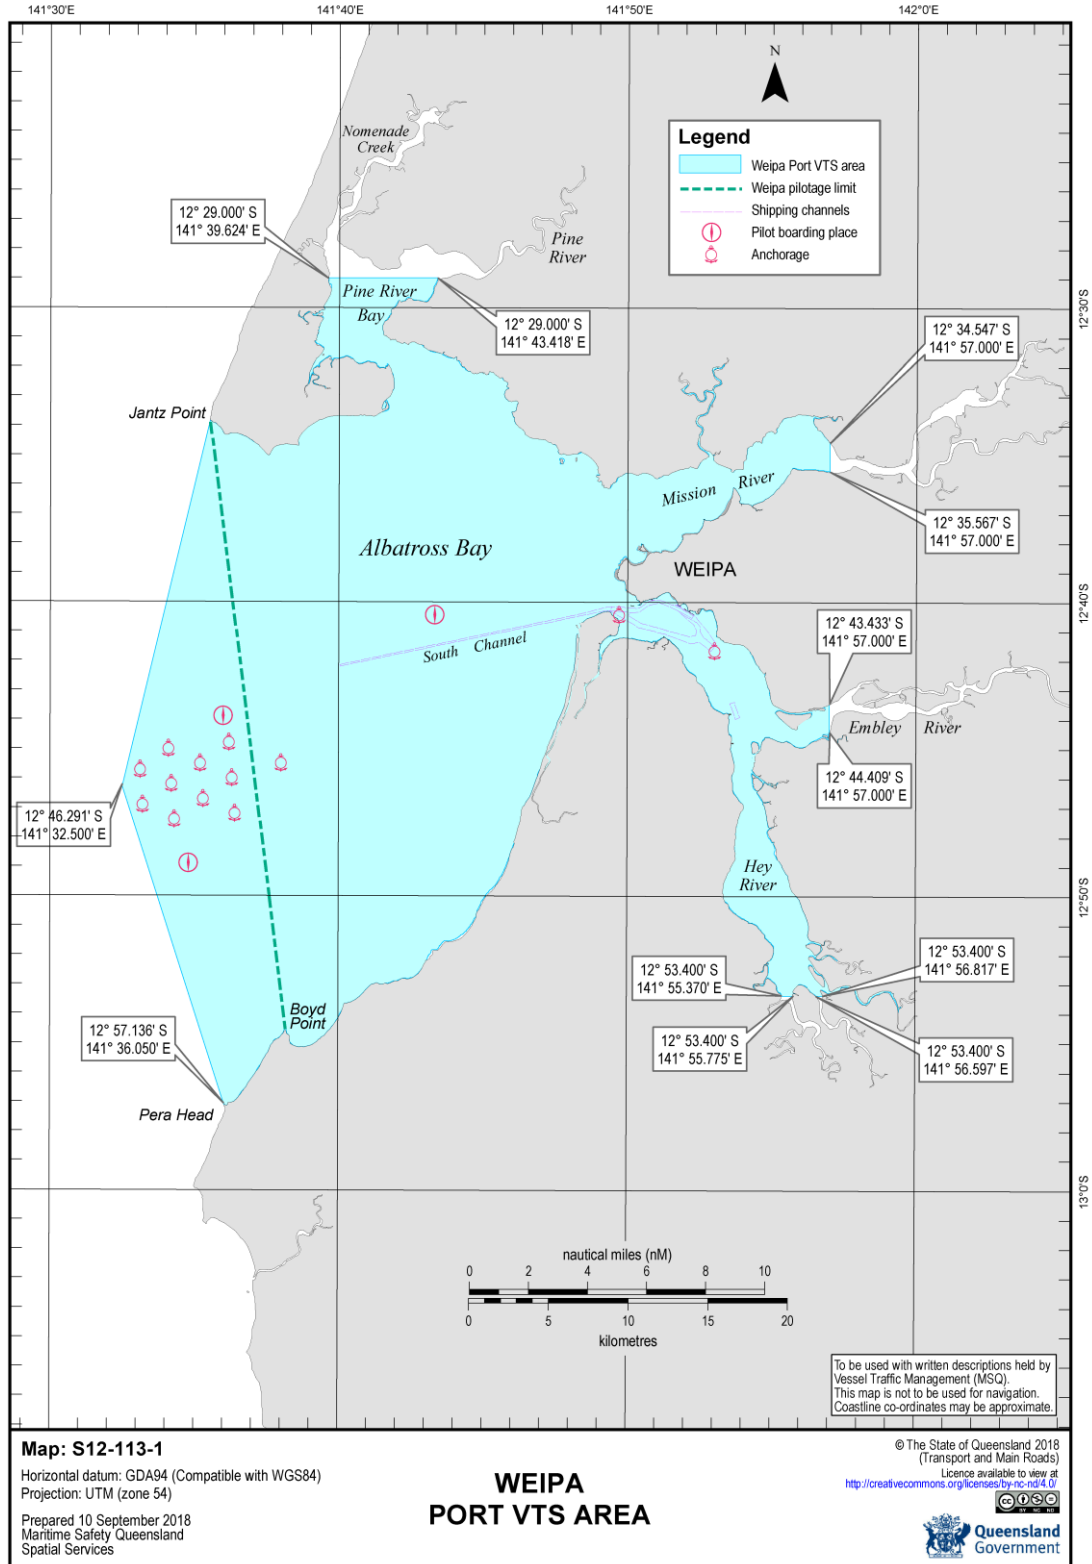 141°30'E
141°40'E
141°50'E
142°0'E
N
Nomenade
Creek
Legend
Weipa Port VTS area
Weipa pilotage limit
Shipping channels
Pilot boarding place
Anchorage
12° 29.000' S
141° 39.624' E
Pine
River
Pine River
Bay
12°30'S
12° 29.000' S
141° 43.418' E
12° 34.547' S
141° 57.000' E
Jantz Point
Mission River
12° 35.567' S
141° 57.000' E
Albatross Bay
WEIPA
12°40'S
12° 43.433' S
141° 57.000' E
South Channel
Embley River
12° 44.409' S
141° 57.000' E
12° 46.291' S
141° 32.500' E
Hey
River
12°50'S
12° 53.400' S
141° 56.817' E
12° 53.400' S
141° 55.370' E
Boyd
Point
12° 57.136' S
141° 36.050' E
12° 53.400' S
141° 55.775' E
12° 53.400' S
141° 56.597' E
Pera Head
13°0'S
nautical miles (nM)
0 2 4 6 8 10
0 5 10 15 20
kilometres
To be used with written descriptions held by
Vessel Traffic Management (MSQ).
This map is not to be used for navigation.
Coastline co-ordinates may be approximate.
Map: S12-113-1
Horizontal datum: GDA94 (Compatible with WGS84)
Projection: UTM (zone 54)
Prepared 10 September 2018
Maritime Safety Queensland
Spatial Services
WEIPA
PORT VTS AREA
© The State of Queensland 2018
(Transport and Main Roads)
Licence available to view at
http://creativecommons.org/licenses/by-nc-nd/4.0/
cc
BY NC ND
Queensland
Government